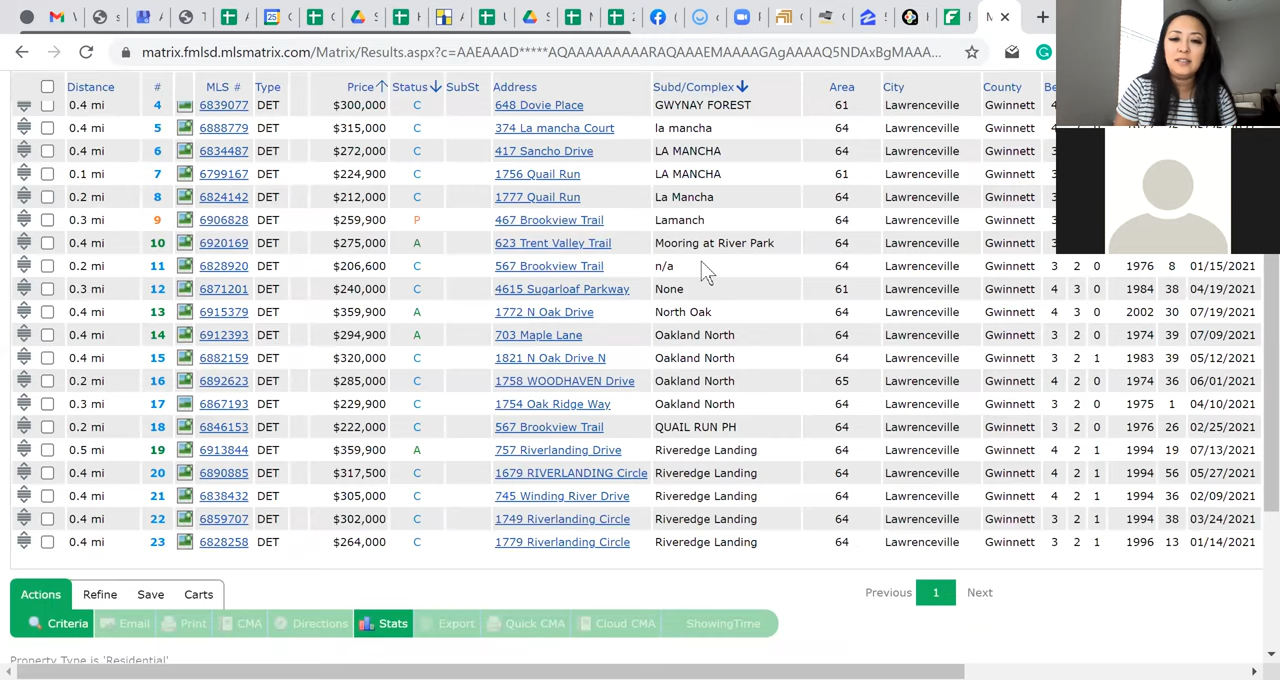 matrix.fmlsd.mlsmatrix.com/Matrix/Results.aspx?c=AAEAAAD*****AQAAAAAAAAARAQAAAEMAAAAGAgAAAAQ5NDAxBgMAAA...
Distance # MLS # Type Price Status SubSt Address Subd/Complex Area City County
0.4 mi 4 6839077 DET $300,000 C 648 Dovie Place GWYNAY FOREST 61 Lawrenceville Gwinnett
0.4 mi 5 6888779 DET $315,000 C 374 La mancha Court la mancha 64 Lawrenceville Gwinnett
0.4 mi 6 6834487 DET $272,000 C 417 Sancho Drive LA MANCHA 64 Lawrenceville Gwinnett
0.1 mi 7 6799167 DET $224,900 C 1756 Quail Run LA MANCHA 61 Lawrenceville Gwinnett
0.2 mi 8 6824142 DET $212,000 C 1777 Quail Run La Mancha 64 Lawrenceville Gwinnett
0.3 mi 9 6906828 DET $259,900 P 467 Brookview Trail Lamanch 64 Lawrenceville Gwinnett
0.4 mi 10 6920169 DET $275,000 A 623 Trent Valley Trail Mooring at River Park 64 Lawrenceville Gwinnett
0.2 mi 11 6828920 DET $206,600 C 567 Brookview Trail n/a 64 Lawrenceville Gwinnett 3 2 0 1976 8 01/15/2021
0.3 mi 12 6871201 DET $240,000 C 4615 Sugarloaf Parkway None 61 Lawrenceville Gwinnett 4 3 0 1984 38 04/19/2021
0.4 mi 13 6915379 DET $359,900 A 1772 N Oak Drive North Oak 64 Lawrenceville Gwinnett 4 3 0 2002 30 07/19/2021
0.4 mi 14 6912393 DET $294,900 A 703 Maple Lane Oakland North 64 Lawrenceville Gwinnett 3 2 0 1974 39 07/09/2021
0.4 mi 15 6882159 DET $320,000 C 1821 N Oak Drive N Oakland North 64 Lawrenceville Gwinnett 3 2 1 1983 39 05/12/2021
0.2 mi 16 6892623 DET $285,000 C 1758 WOODHAVEN Drive Oakland North 65 Lawrenceville Gwinnett 4 2 0 1974 36 06/01/2021
0.3 mi 17 6867193 DET $229,900 C 1754 Oak Ridge Way Oakland North 64 Lawrenceville Gwinnett 3 2 0 1975 1 04/10/2021
0.2 mi 18 6846153 DET $222,000 C 567 Brookview Trail QUAIL RUN PH 64 Lawrenceville Gwinnett 3 2 0 1976 26 02/25/2021
0.5 mi 19 6913844 DET $359,900 A 757 Riverlanding Drive Riveredge Landing 64 Lawrenceville Gwinnett 4 2 1 1994 19 07/13/2021
0.4 mi 20 6890885 DET $317,500 C 1679 RIVERLANDING Circle Riveredge Landing 64 Lawrenceville Gwinnett 4 2 1 1994 56 05/27/2021
0.4 mi 21 6838432 DET $305,000 C 745 Winding River Drive Riveredge Landing 64 Lawrenceville Gwinnett 4 2 1 1994 36 02/09/2021
0.4 mi 22 6859707 DET $302,000 C 1749 Riverlanding Circle Riveredge Landing 64 Lawrenceville Gwinnett 3 2 1 1994 38 03/24/2021
0.4 mi 23 6828258 DET $264,000 C 1779 Riverlanding Circle Riveredge Landing 64 Lawrenceville Gwinnett 3 2 1 1996 13 01/14/2021
Actions Refine Save Carts Previous 1 Next
Criteria Email Print CMA Directions Stats Export Quick CMA Cloud CMA ShowingTime
Property Type is 'Residential'